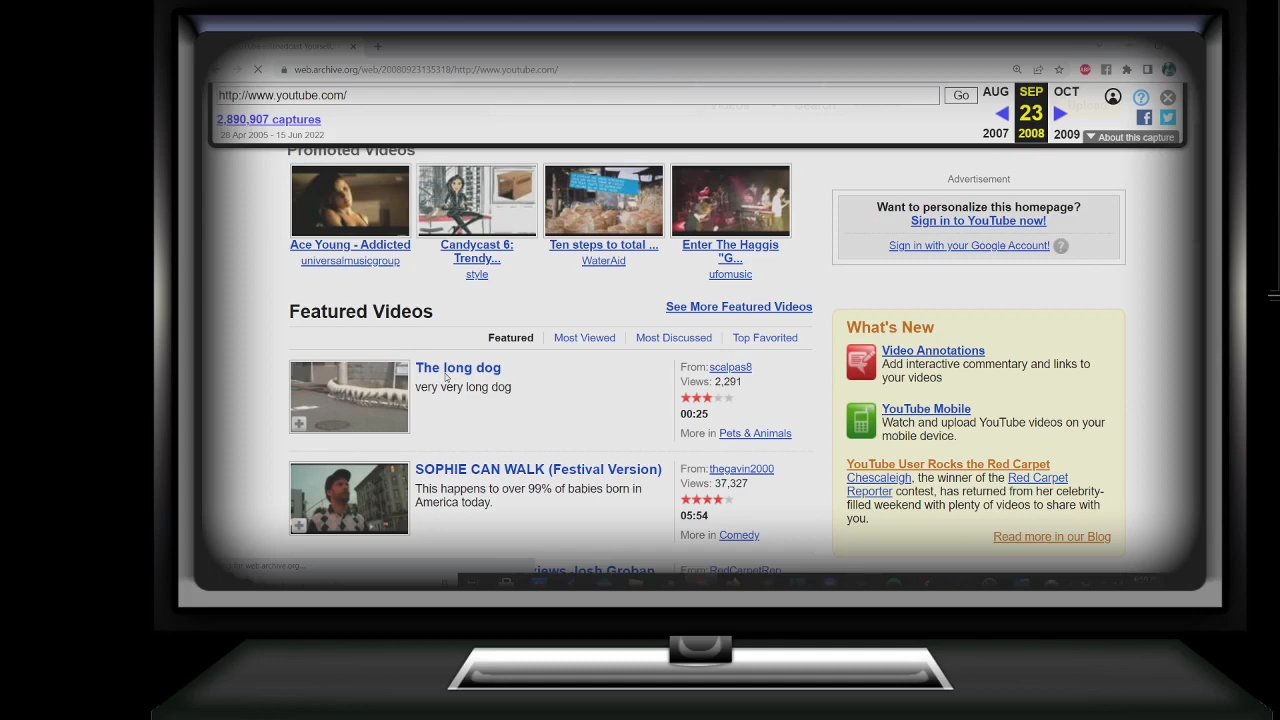 web.archive.org/web/20080923135318/http://www.youtube.com/
http://www.youtube.com/
Go
AUG SEP OCT
23
2007 2008 2009
2,890,907 captures
28 Apr 2005 - 15 Jun 2022
About this capture
Promoted Videos
Ace Young - Addicted
universalmusicgroup
Candycast 6:
Trendy...
style
Ten steps to total ...
WaterAid
Enter The Haggis
"G...
ufomusic
Advertisement
Want to personalize this homepage?
Sign in to YouTube now!
Sign in with your Google Account! ?
Featured Videos
See More Featured Videos
Featured Most Viewed Most Discussed Top Favorited
The long dog
very very long dog
From: scalpas8
Views: 2,291
00:25
More in Pets & Animals
SOPHIE CAN WALK (Festival Version)
This happens to over 99% of babies born in
America today.
From: thegavin2000
Views: 37,327
05:54
More in Comedy
iews Josh Groban
From: RedCarpetRep
What's New
Video Annotations
Add interactive commentary and links to
your videos
YouTube Mobile
Watch and upload YouTube videos on your
mobile device.
YouTube User Rocks the Red Carpet
Chescaleigh, the winner of the Red Carpet
Reporter contest, has returned from her celebrity-
filled weekend with plenty of videos to share with
you.
Read more in our Blog
for web.archive.org...